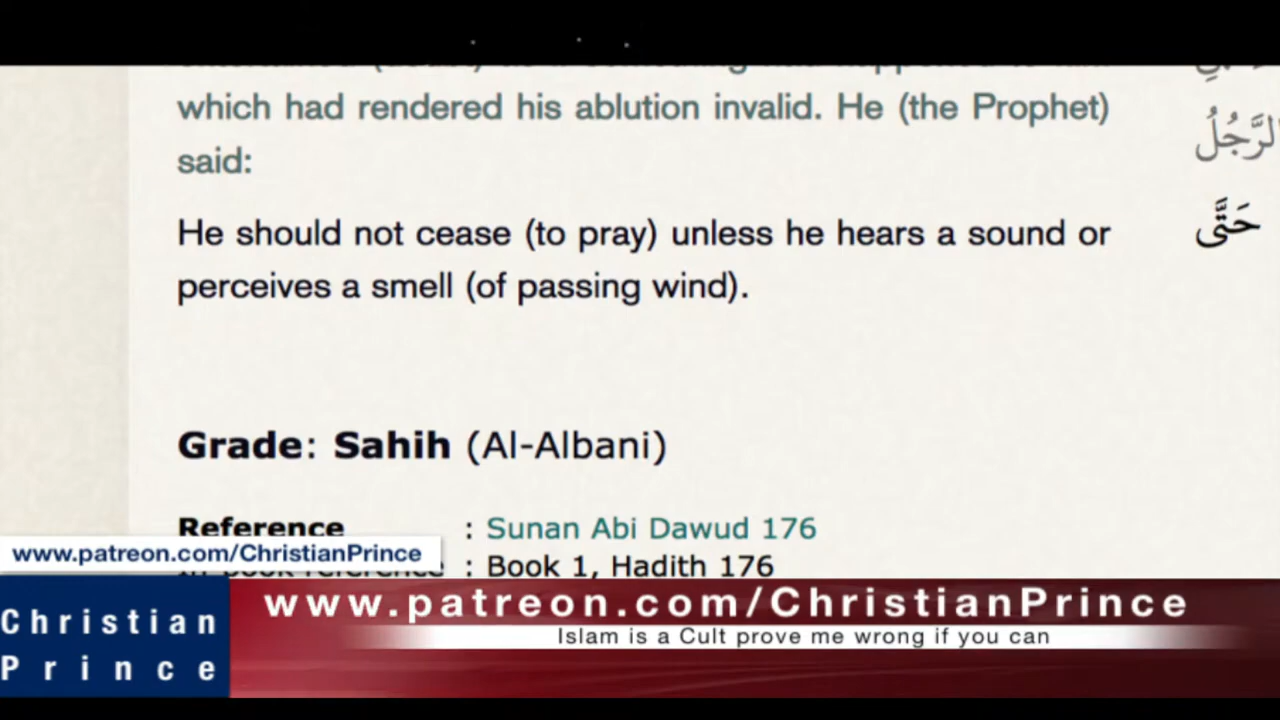 which had rendered his ablution invalid. He (the Prophet)
said:
He should not cease (to pray) unless he hears a sound or
perceives a smell (of passing wind).
الرَّجُلُ
حَتَّى
Grade: Sahih (Al-Albani)
Reference : Sunan Abi Dawud 176
: Book 1, Hadith 176
www.patreon.com/ChristianPrince
Christian
Prince
www.patreon.com/ChristianPrince
Islam is a Cult prove me wrong if you can